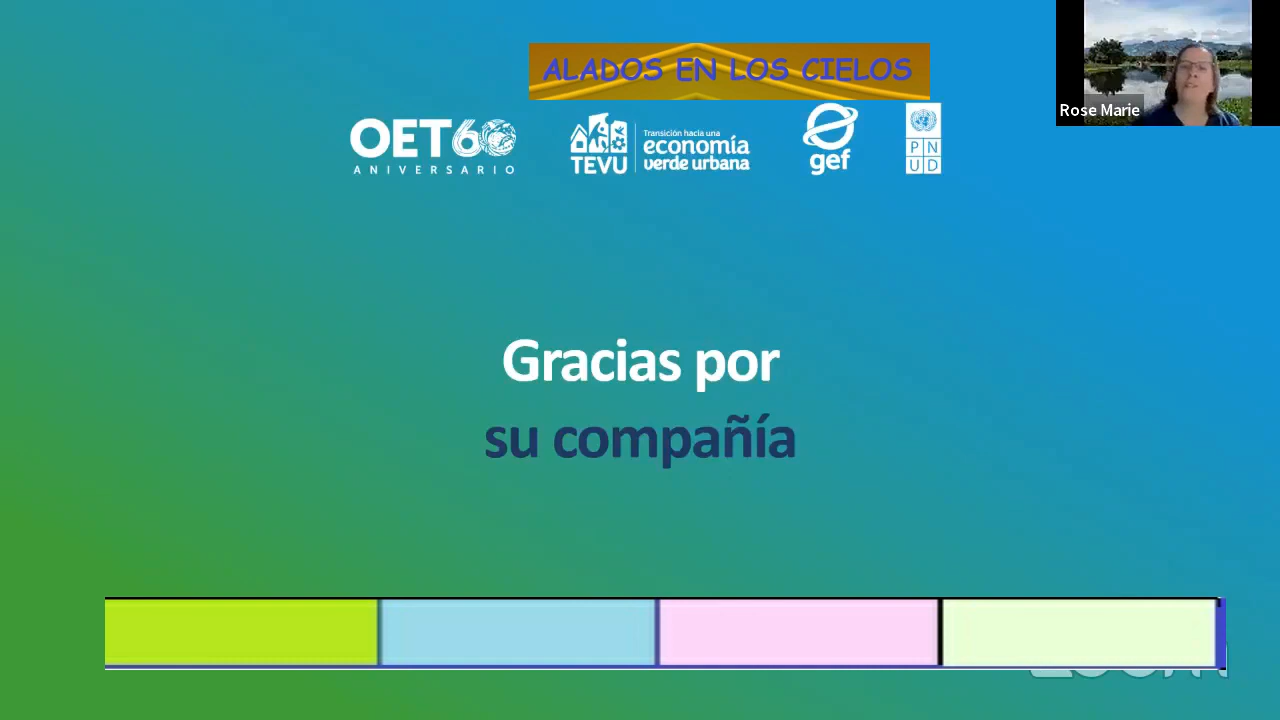 ALADOS EN LOS CIELOS
Rose Marie
OET60
ANIVERSARIO
TEVU
Transición hacia una
economía
verde urbana
gef
PN
UD
Gracias por
su compañía